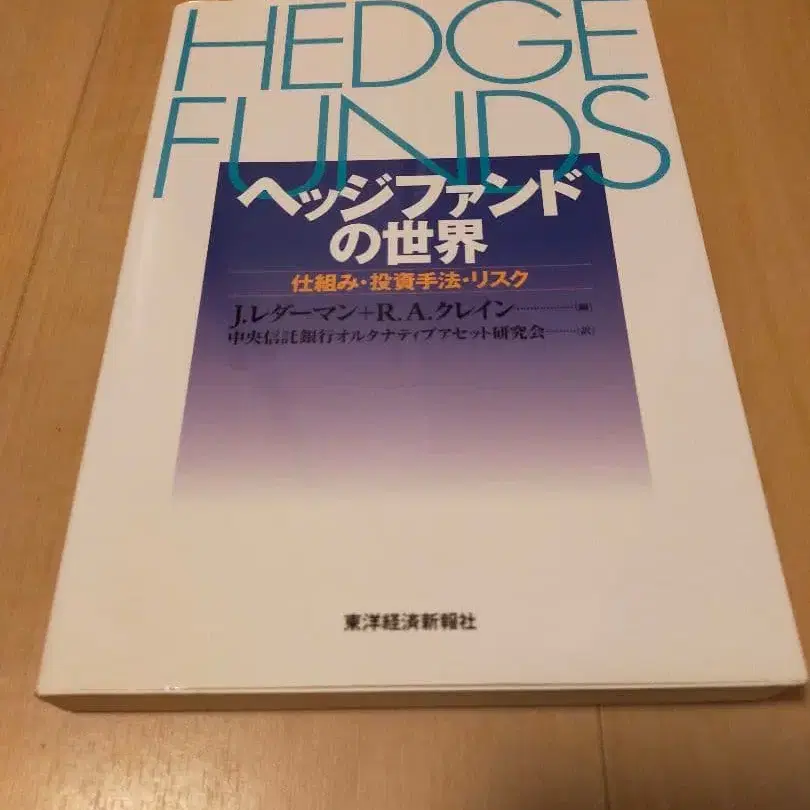 HEDGE
FUNDS
ヘッジファンド
の世界
仕組み・投資手法・リスク
J.レダーマン+R.A.クレイン…………[編]
中央信託銀行オルタナティブアセット研究会………[訳]
東洋経済新報社